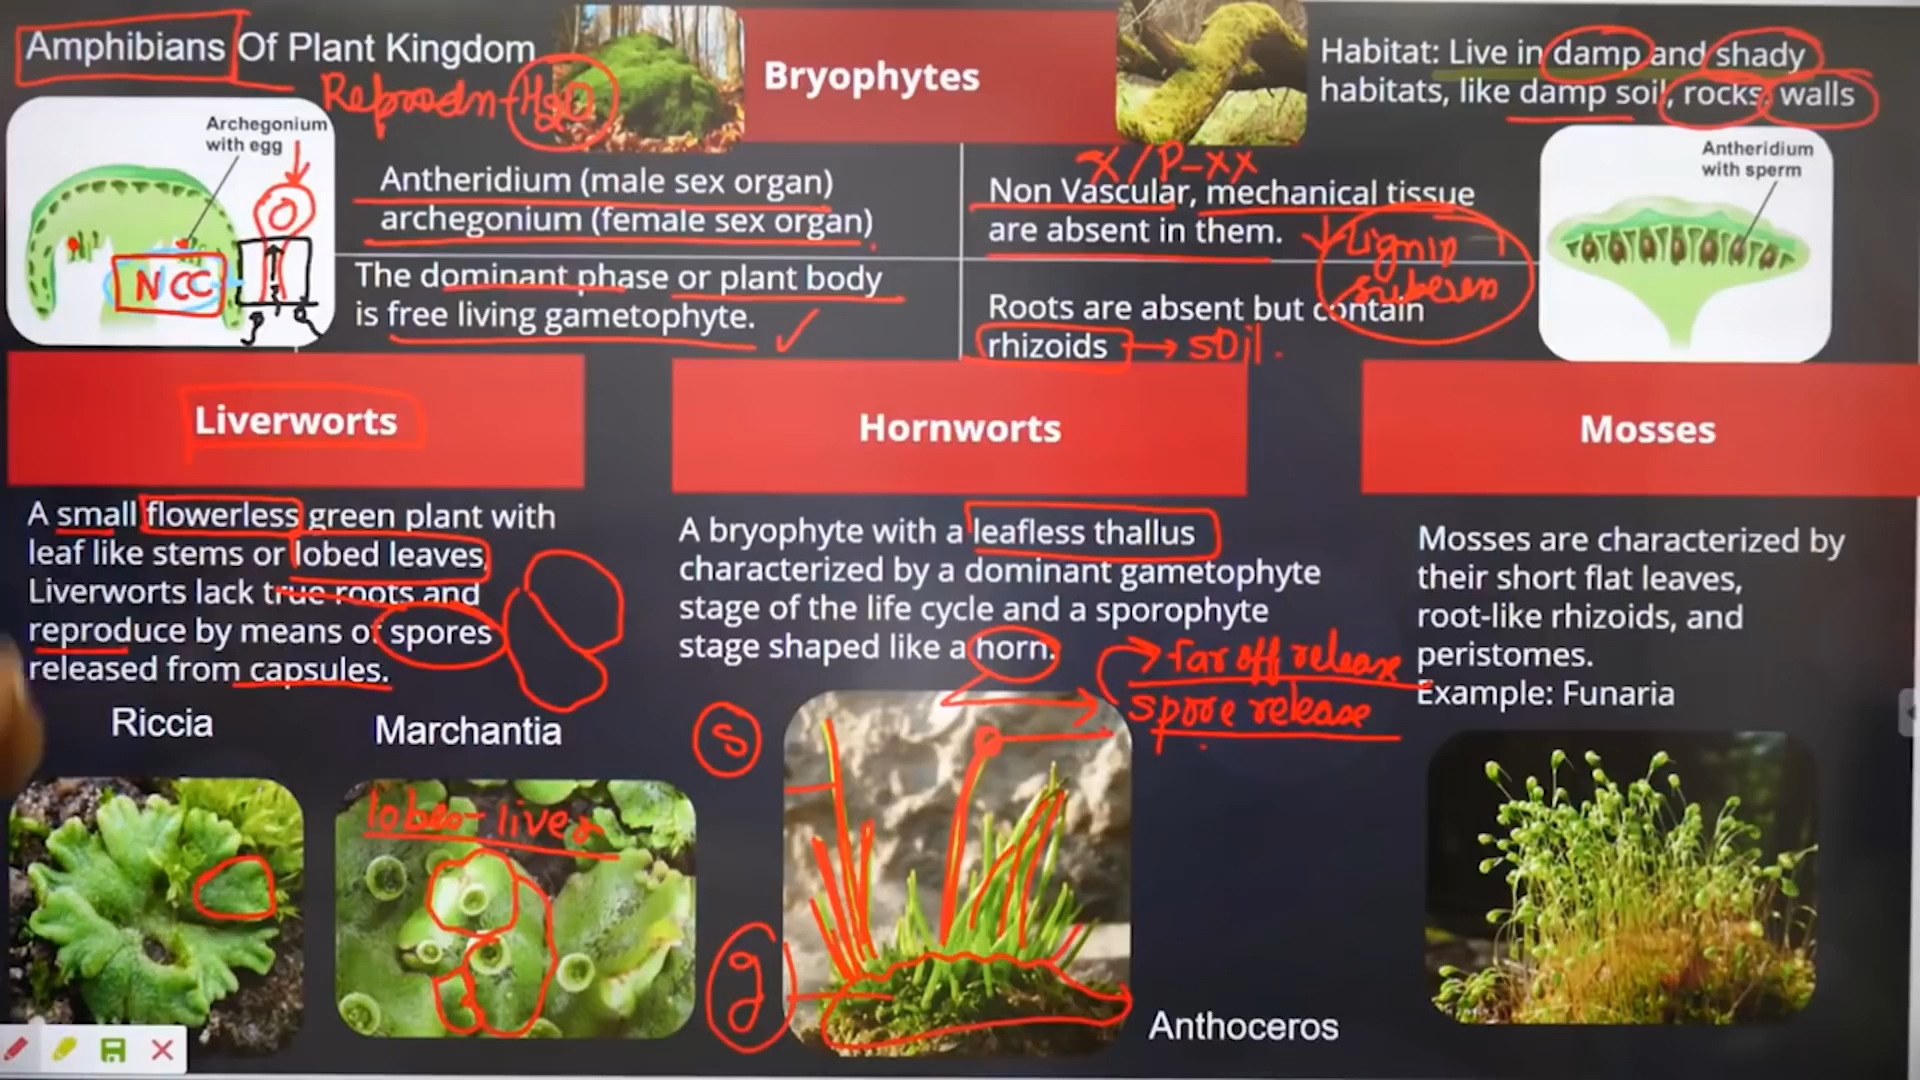 Amphibians Of Plant Kingdom
Reprodn - H2O
Bryophytes
Habitat: Live in damp and shady
habitats, like damp soil, rocks, walls
Archegonium
with egg
NCC
Antheridium (male sex organ)
archegonium (female sex organ)
The dominant phase or plant body
is free living gametophyte.
X/P-XX
Non Vascular, mechanical tissue
are absent in them.
Lignin
suberin
Roots are absent but contain
rhizoids → soil.
Antheridium
with sperm
Liverworts
A small flowerless green plant with
leaf like stems or lobed leaves,
Liverworts lack true roots and
reproduce by means of spores
released from capsules.
Riccia
Marchantia
lobes - liver
Hornworts
A bryophyte with a leafless thallus
characterized by a dominant gametophyte
stage of the life cycle and a sporophyte
stage shaped like a horn.
far off release
spore release
S
g
Anthoceros
Mosses
Mosses are characterized by
their short flat leaves,
root-like rhizoids, and
peristomes.
Example: Funaria